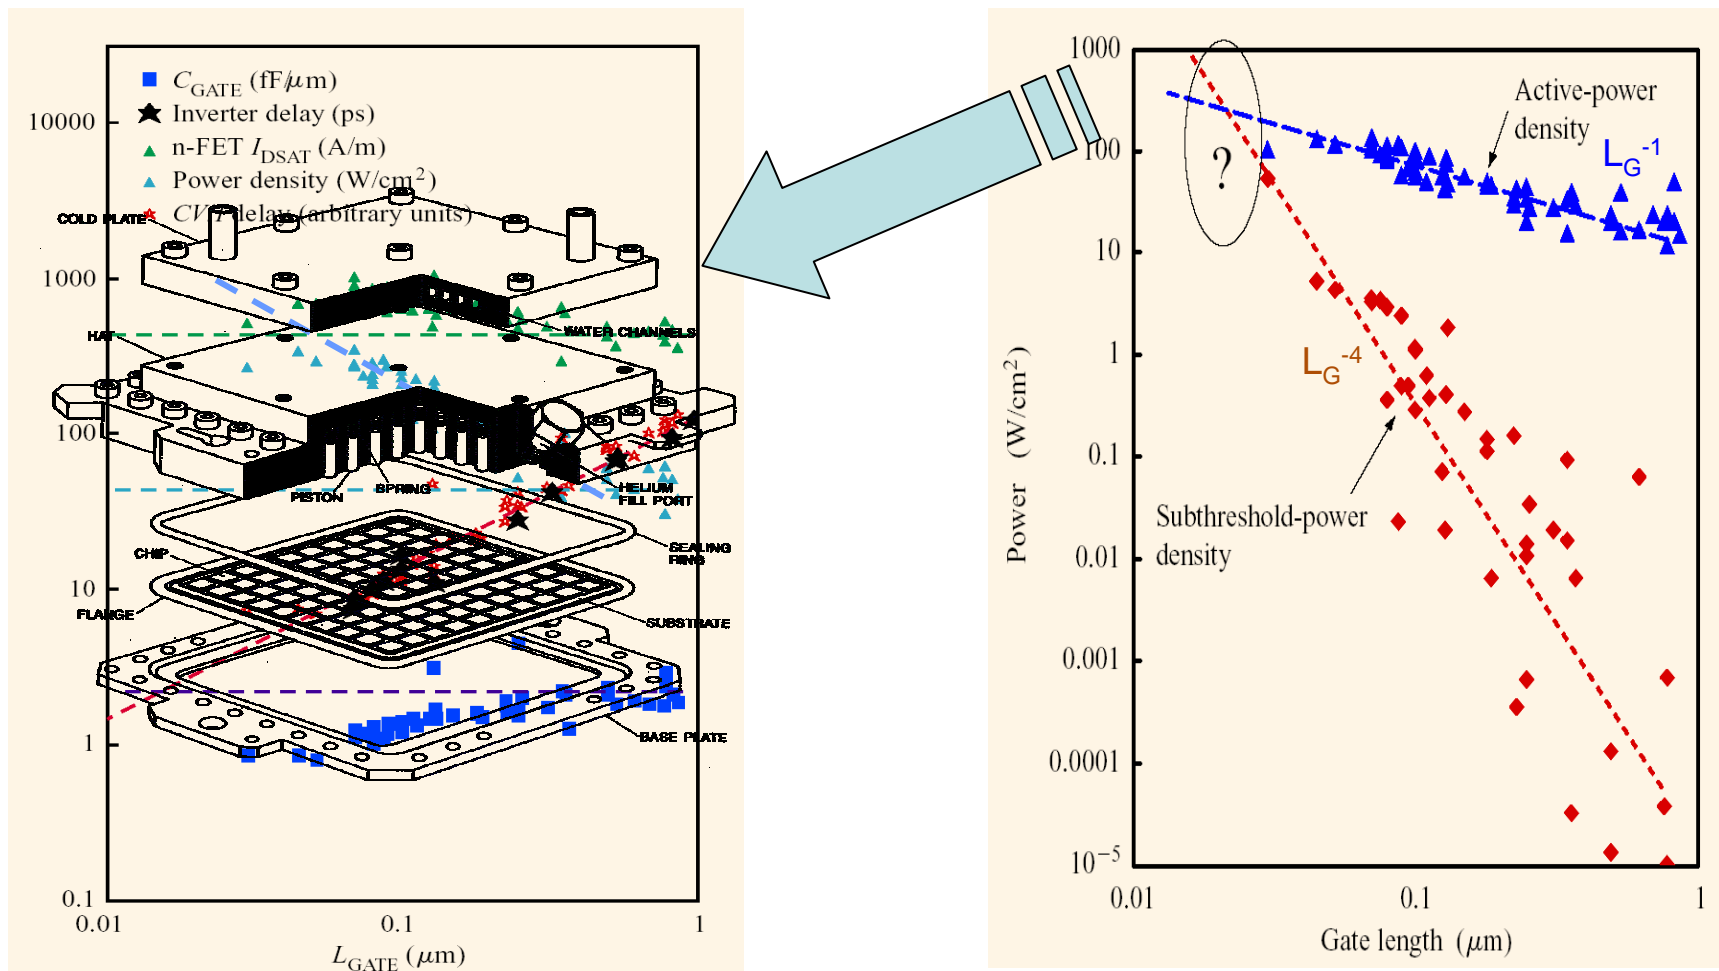 C_GATE (fF/μm)
Inverter delay (ps)
n-FET I_DSAT (A/m)
Power density (W/cm²)
delay (arbitrary units)
10000
1000
100
10
1
0.1
0.01
0.1
1
L_GATE (μm)
COLD PLATE
WATER CHANNELS
HAT
PISTON
SPRING
HELIUM
FILL PORT
SEALING
RING
CHIP
FLANGE
SUBSTRATE
BASE PLATE
1000
100
10
1
0.1
0.01
0.001
0.0001
10⁻⁵
0.01
0.1
1
Power (W/cm²)
Gate length (μm)
Active-power
density
L_G⁻¹
?
L_G⁻⁴
Subthreshold-power
density